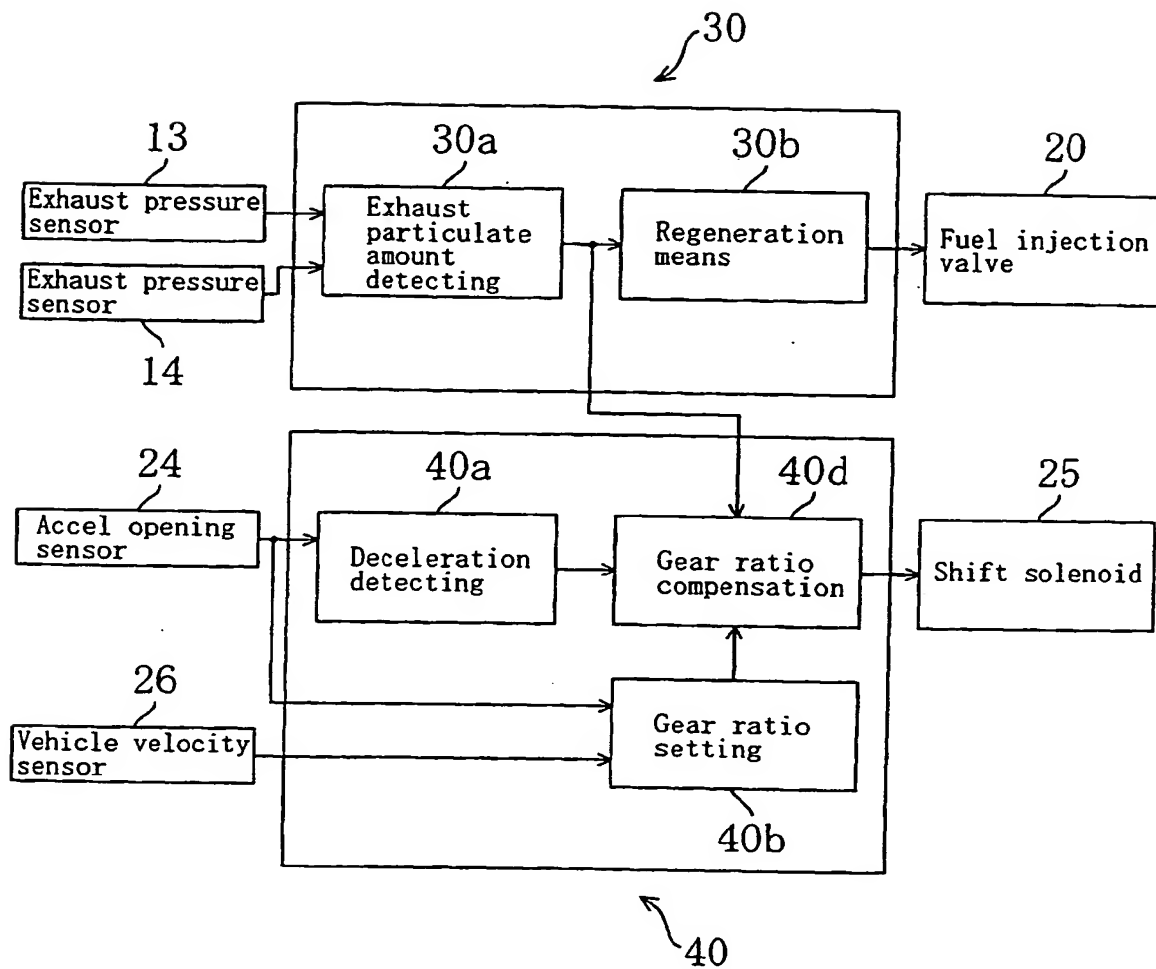 30
13
30a
30b
20
Exhaust pressure
sensor
Exhaust
particulate
amount
detecting
Regeneration
means
Fuel injection
valve
Exhaust pressure
sensor
14
24
40a
40d
25
Accel opening
sensor
Deceleration
detecting
Gear ratio
compensation
Shift solenoid
26
Vehicle velocity
sensor
Gear ratio
setting
40b
40